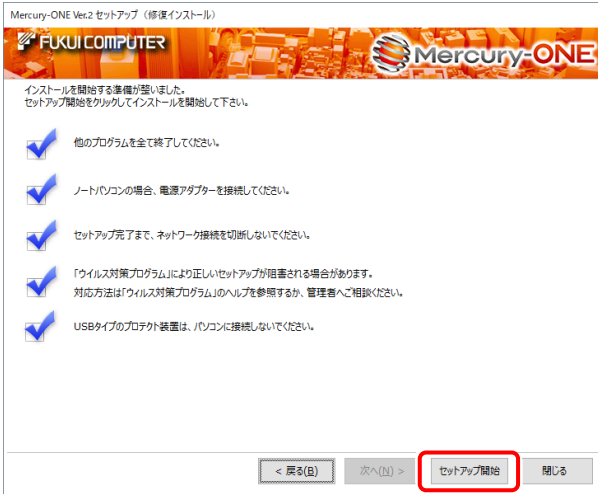 Mercury-ONE Ver.2 セットアップ（修復インストール）
FUKUI COMPUTER
Mercury-ONE
インストールを開始する準備が整いました。
セットアップ開始をクリックしてインストールを開始して下さい。
他のプログラムを全て終了してください。
ノートパソコンの場合、電源アダプターを接続してください。
セットアップ完了まで、ネットワーク接続を切断しないでください。
「ウイルス対策プログラム」により正しいセットアップが阻害される場合があります。
対応方法は「ウィルス対策プログラム」のヘルプを参照するか、管理者へご相談ください。
USBタイプのプロテクト装置は、パソコンに接続しないでください。
< 戻る(B) 次へ(N) > セットアップ開始 閉じる